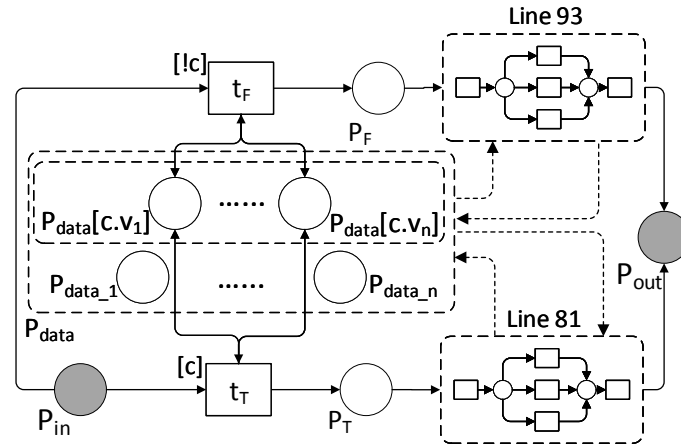 Line 93
[!c]
t_F
P_F
P_data[c.v_1]
......
P_data[c.v_n]
P_data_1
......
P_data_n
P_out
P_data
Line 81
[c]
t_T
P_in
P_T